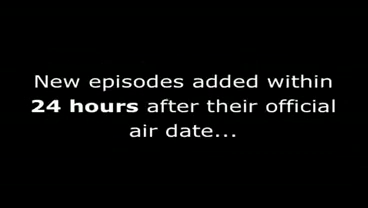 New episodes added within
24 hours after their official
air date...